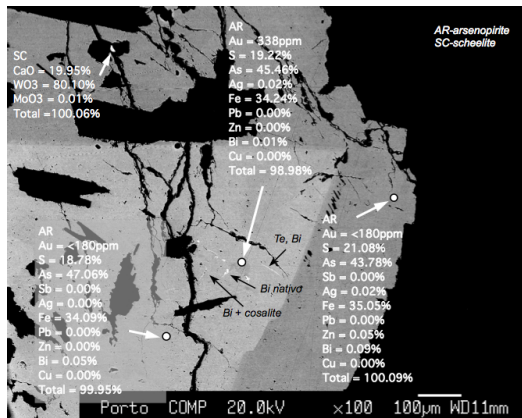 AR-arsenopirite
SC-scheelite
SC
CaO = 19.95%
WO3 = 80.10%
MoO3 = 0.01%
Total =100.06%
AR
Au = 338ppm
S = 19.22%
As = 45.46%
Ag = 0.02%
Fe = 34.24%
Pb = 0.00%
Zn = 0.00%
Bi = 0.01%
Cu = 0.00%
Total = 98.98%
AR
Au = <180ppm
S = 18.78%
As = 47.06%
Sb = 0.00%
Ag = 0.00%
Fe = 34.09%
Pb = 0.00%
Zn = 0.00%
Bi = 0.05%
Cu = 0.00%
Total = 99.95%
Te, Bi
Bi nativo
Bi + cosalite
AR
Au = <180ppm
S = 21.08%
As = 43.78%
Sb = 0.00%
Ag = 0.02%
Fe = 35.05%
Pb = 0.00%
Zn = 0.05%
Bi = 0.09%
Cu = 0.00%
Total = 100.09%
Porto COMP 20.0kV ×100 100µm WD11mm